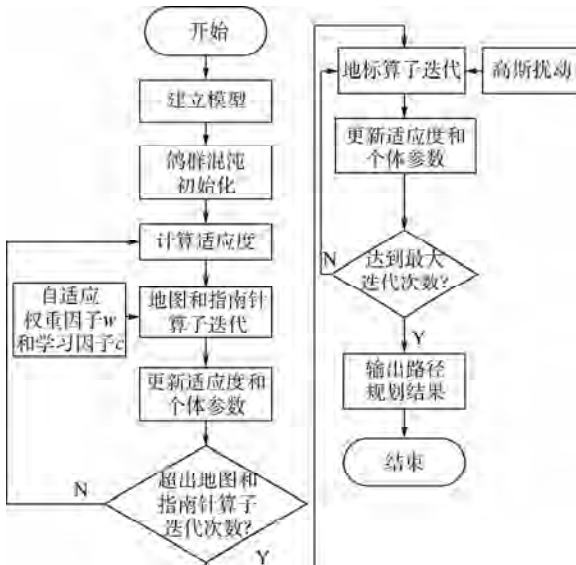 开始
建立模型
鸽群混沌
初始化
计算适应度
自适应
权重因子w
和学习因子c
地图和指南针
算子迭代
更新适应度和
个体参数
超出地图和
指南针算子
迭代次数?
N
Y
地标算子迭代
高斯扰动
更新适应度和
个体参数
达到最大
迭代次数?
N
Y
输出路径
规划结果
结束